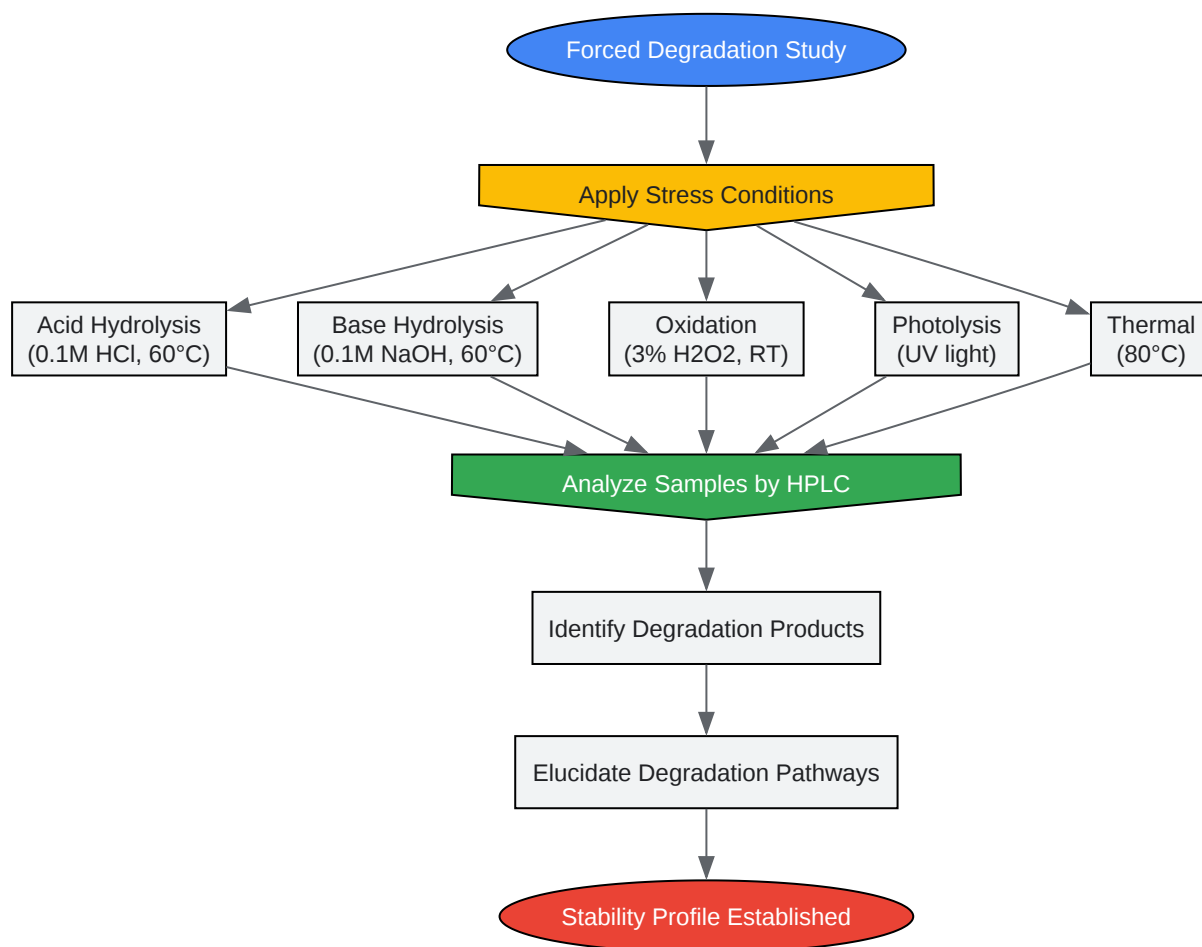 Forced Degradation Study
Apply Stress Conditions
Acid Hydrolysis
(0.1M HCl, 60°C)
Base Hydrolysis
(0.1M NaOH, 60°C)
Oxidation
(3% H2O2, RT)
Photolysis
(UV light)
Thermal
(80°C)
Analyze Samples by HPLC
Identify Degradation Products
Elucidate Degradation Pathways
Stability Profile Established